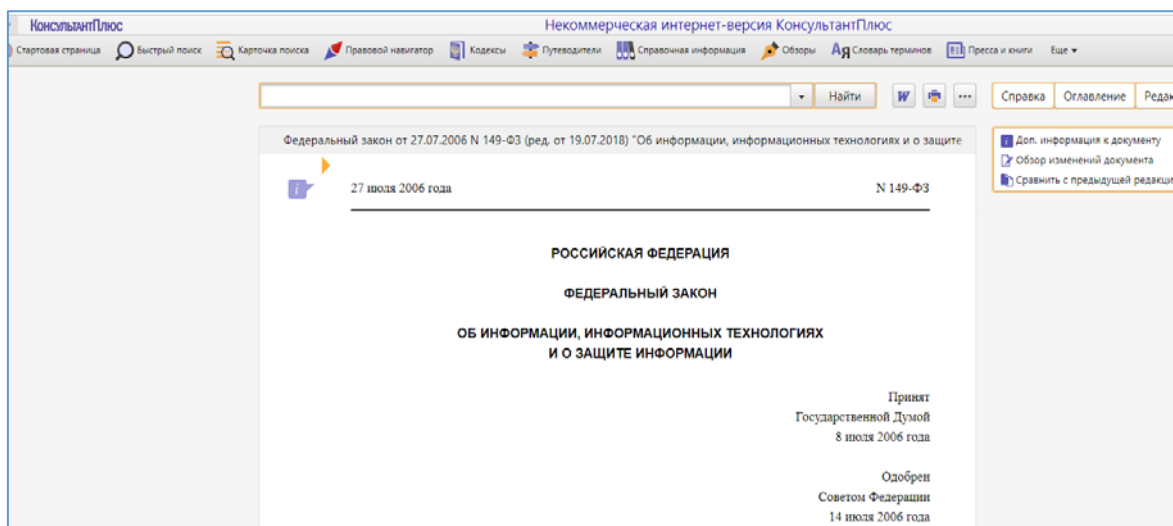 КонсультантПлюс
Некоммерческая интернет-версия КонсультантПлюс
Стартовая страница Быстрый поиск Карточка поиска Правовой навигатор Кодексы Путеводители Справочная информация Обзоры Словарь терминов Пресса и книги Еще
Найти W ... Справка Оглавление Редак
Федеральный закон от 27.07.2006 N 149-ФЗ (ред. от 19.07.2018) "Об информации, информационных технологиях и о защите
Доп. информация к документу
Обзор изменений документа
Сравнить с предыдущей редакци
27 июля 2006 года N 149-ФЗ
РОССИЙСКАЯ ФЕДЕРАЦИЯ
ФЕДЕРАЛЬНЫЙ ЗАКОН
ОБ ИНФОРМАЦИИ, ИНФОРМАЦИОННЫХ ТЕХНОЛОГИЯХ
И О ЗАЩИТЕ ИНФОРМАЦИИ
Принят
Государственной Думой
8 июля 2006 года
Одобрен
Советом Федерации
14 июля 2006 года